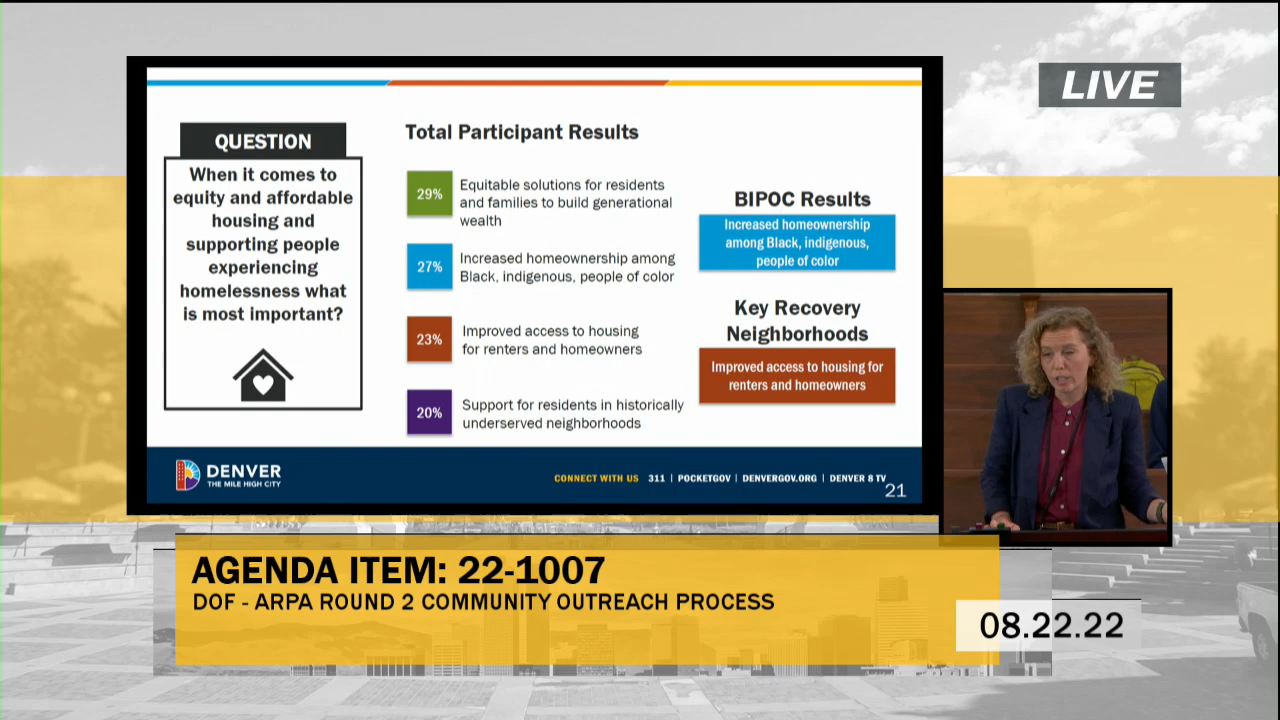 LIVE
QUESTION
When it comes to
equity and affordable
housing and
supporting people
experiencing
homelessness what
is most important?
Total Participant Results
29%
Equitable solutions for residents
and families to build generational
wealth
27%
Increased homeownership among
Black, indigenous, people of color
23%
Improved access to housing
for renters and homeowners
20%
Support for residents in historically
underserved neighborhoods
BIPOC Results
Increased homeownership
among Black, indigenous,
people of color
Key Recovery
Neighborhoods
Improved access to housing for
renters and homeowners
DENVER
THE MILE HIGH CITY
CONNECT WITH US 311 | POCKETGOV | DENVERGOV.ORG | DENVER 8 TV
21
AGENDA ITEM: 22-1007
DOF - ARPA ROUND 2 COMMUNITY OUTREACH PROCESS
08.22.22